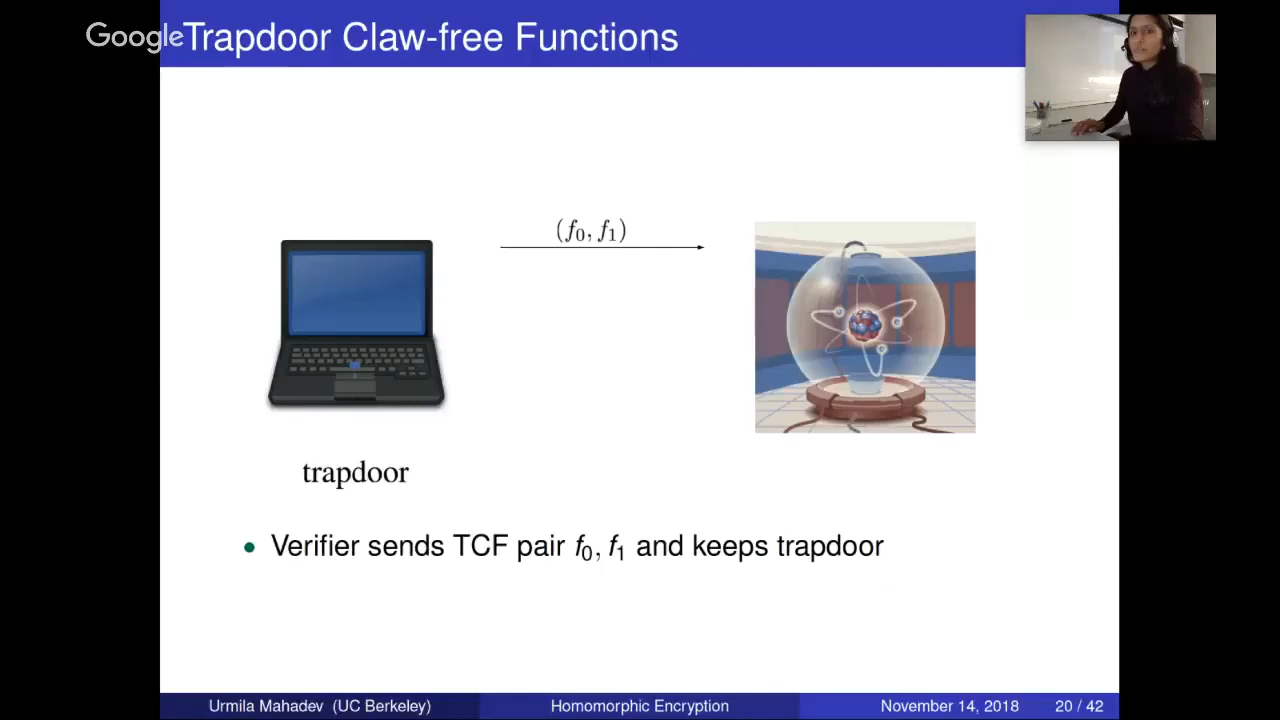 Google
Trapdoor Claw-free Functions
(f₀, f₁)
trapdoor
• Verifier sends TCF pair f₀, f₁ and keeps trapdoor
Urmila Mahadev (UC Berkeley)
Homomorphic Encryption
November 14, 2018
20 / 42